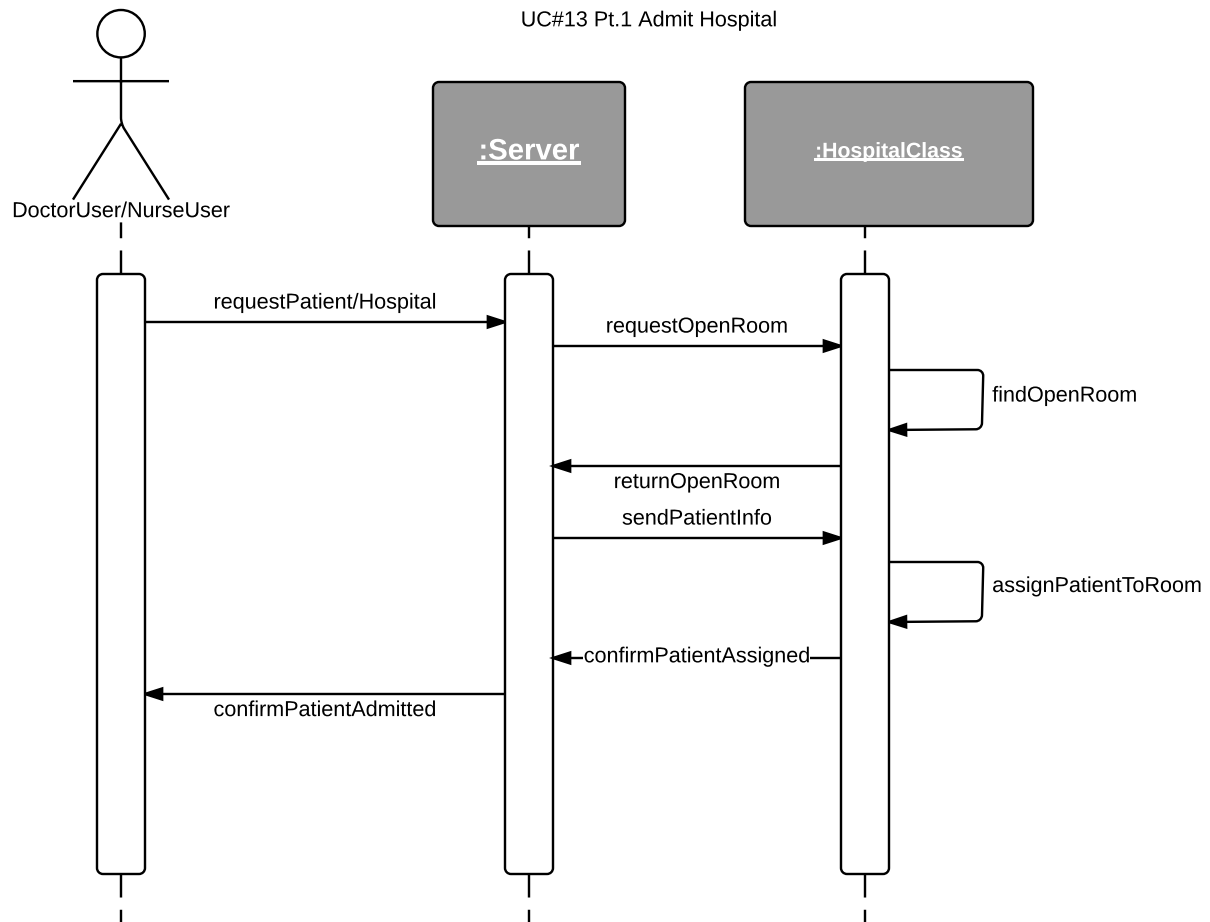 UC#13 Pt.1 Admit Hospital
:Server
:HospitalClass
DoctorUser/NurseUser
requestPatient/Hospital
requestOpenRoom
findOpenRoom
returnOpenRoom
sendPatientInfo
assignPatientToRoom
confirmPatientAssigned
confirmPatientAdmitted